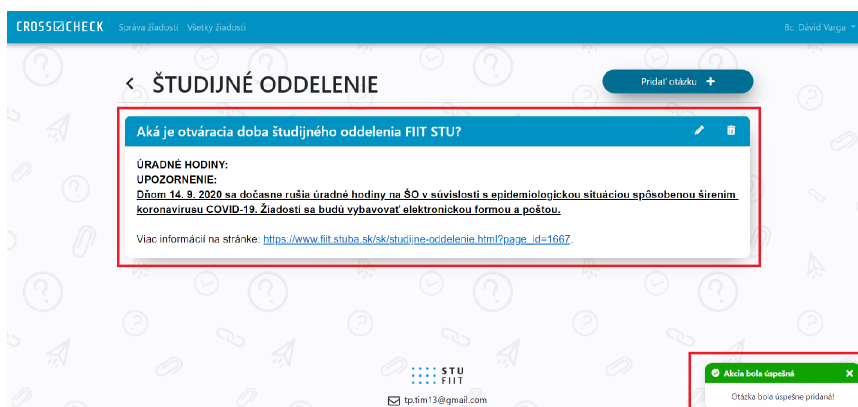 CROSS☑CHECK Správa žiadostí Všetky žiadosti Bc. Dávid Varga
ŠTUDIJNÉ ODDELENIE
Pridať otázku +
Aká je otváracia doba študijného oddelenia FIIT STU?
ÚRADNÉ HODINY:
UPOZORNENIE:
Dňom 14. 9. 2020 sa dočasne rušia úradné hodiny na ŠO v súvislosti s epidemiologickou situáciou spôsobenou šírením
koronavírusu COVID-19. Žiadosti sa budú vybavovať elektronickou formou a poštou.
Viac informácií na stránke: https://www.fiit.stuba.sk/sk/studijne-oddelenie.html?page_id=1667.
STU
FIIT
tp.tim13@gmail.com
Akcia bola úspešná
Otázka bola úspešne pridaná!